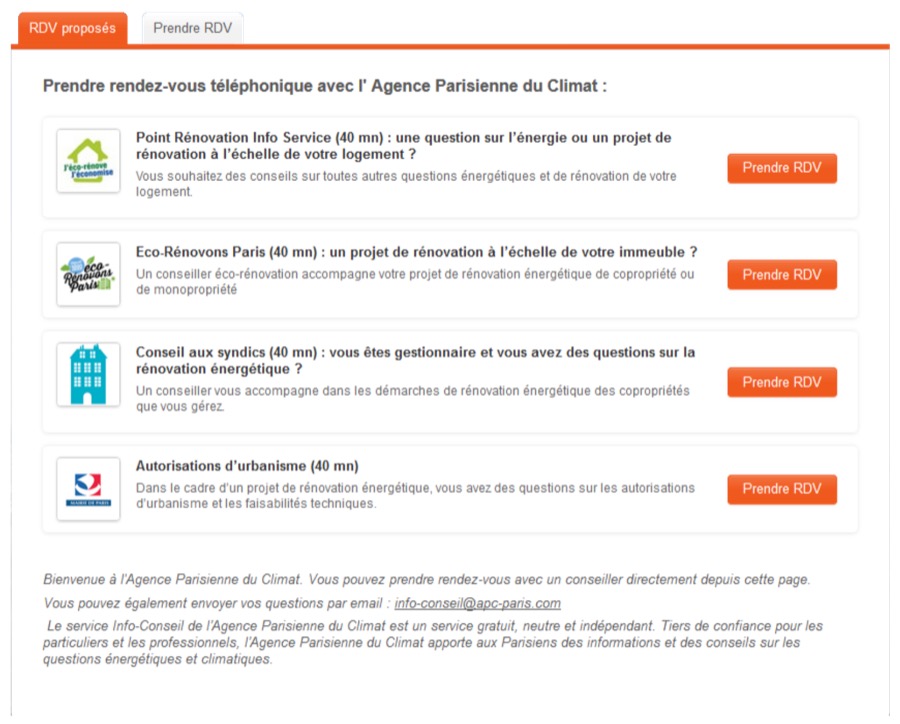 RDV proposés
Prendre RDV
Prendre rendez-vous téléphonique avec l' Agence Parisienne du Climat :
l'éco-rénove
l'économise
Point Rénovation Info Service (40 mn) : une question sur l'énergie ou un projet de
rénovation à l'échelle de votre logement ?
Vous souhaitez des conseils sur toutes autres questions énergétiques et de rénovation de votre
logement.
Prendre RDV
éco-
Rénovons
Paris
Eco-Rénovons Paris (40 mn) : un projet de rénovation à l'échelle de votre immeuble ?
Un conseiller éco-rénovation accompagne votre projet de rénovation énergétique de copropriété ou
de monopropriété
Prendre RDV
Conseil aux syndics (40 mn) : vous êtes gestionnaire et vous avez des questions sur la
rénovation énergétique ?
Un conseiller vous accompagne dans les démarches de rénovation énergétique des copropriétés
que vous gérez.
Prendre RDV
MAIRIE DE PARIS
Autorisations d'urbanisme (40 mn)
Dans le cadre d'un projet de rénovation énergétique, vous avez des questions sur les autorisations
d'urbanisme et les faisabilités techniques.
Prendre RDV
Bienvenue à l'Agence Parisienne du Climat. Vous pouvez prendre rendez-vous avec un conseiller directement depuis cette page.
Vous pouvez également envoyer vos questions par email : info-conseil@apc-paris.com
Le service Info-Conseil de l'Agence Parisienne du Climat est un service gratuit, neutre et indépendant. Tiers de confiance pour les
particuliers et les professionnels, l'Agence Parisienne du Climat apporte aux Parisiens des informations et des conseils sur les
questions énergétiques et climatiques.